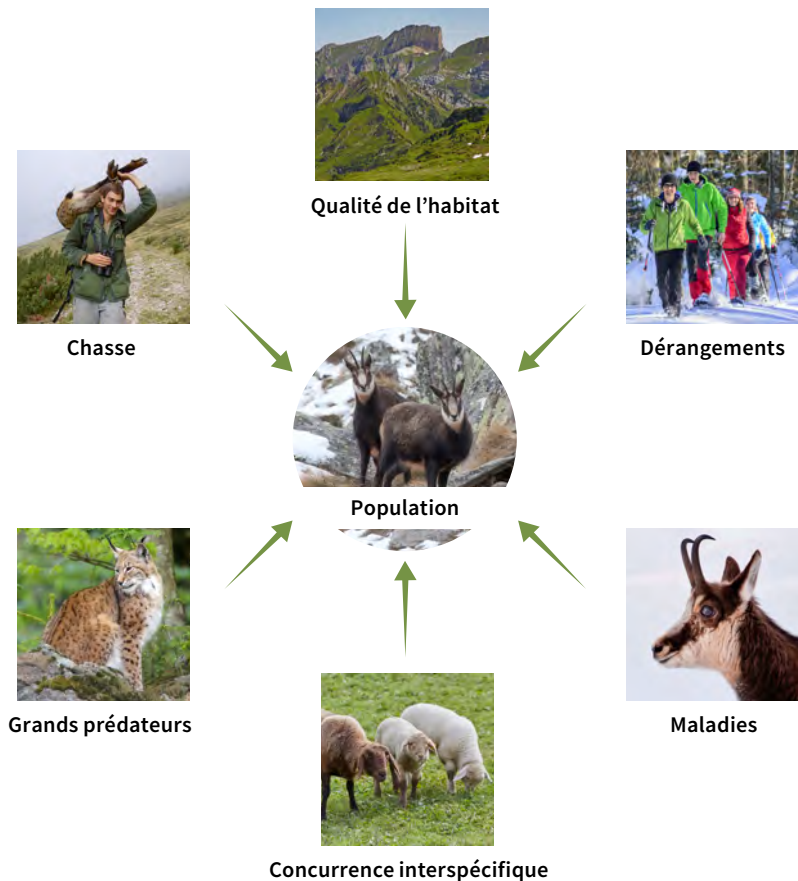 Qualité de l’habitat
Chasse
Dérangements
Population
Grands prédateurs
Maladies
Concurrence interspécifique